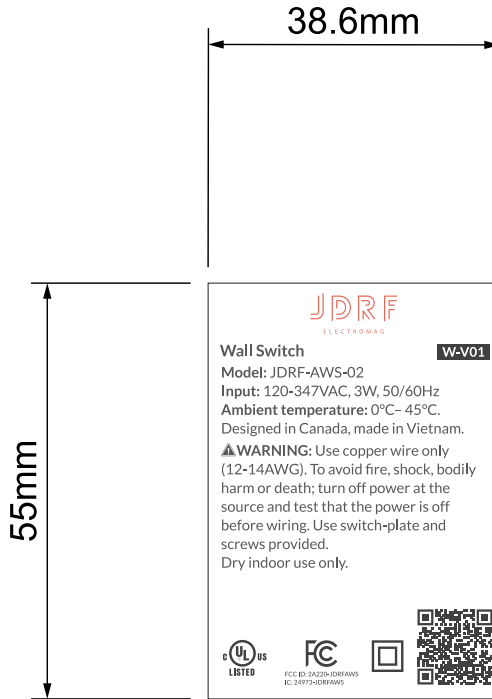 38.6mm
55mm
JDRF
ELECTROMAG
Wall Switch W-V01
Model: JDRF-AWS-02
Input: 120-347VAC, 3W, 50/60Hz
Ambient temperature: 0°C– 45°C.
Designed in Canada, made in Vietnam.
WARNING: Use copper wire only
(12-14AWG). To avoid fire, shock, bodily
harm or death; turn off power at the
source and test that the power is off
before wiring. Use switch-plate and
screws provided.
Dry indoor use only.
C UL US
LISTED
FC
FCC ID: 2A220-JDRFAWS
IC: 24973-JDRFAWS